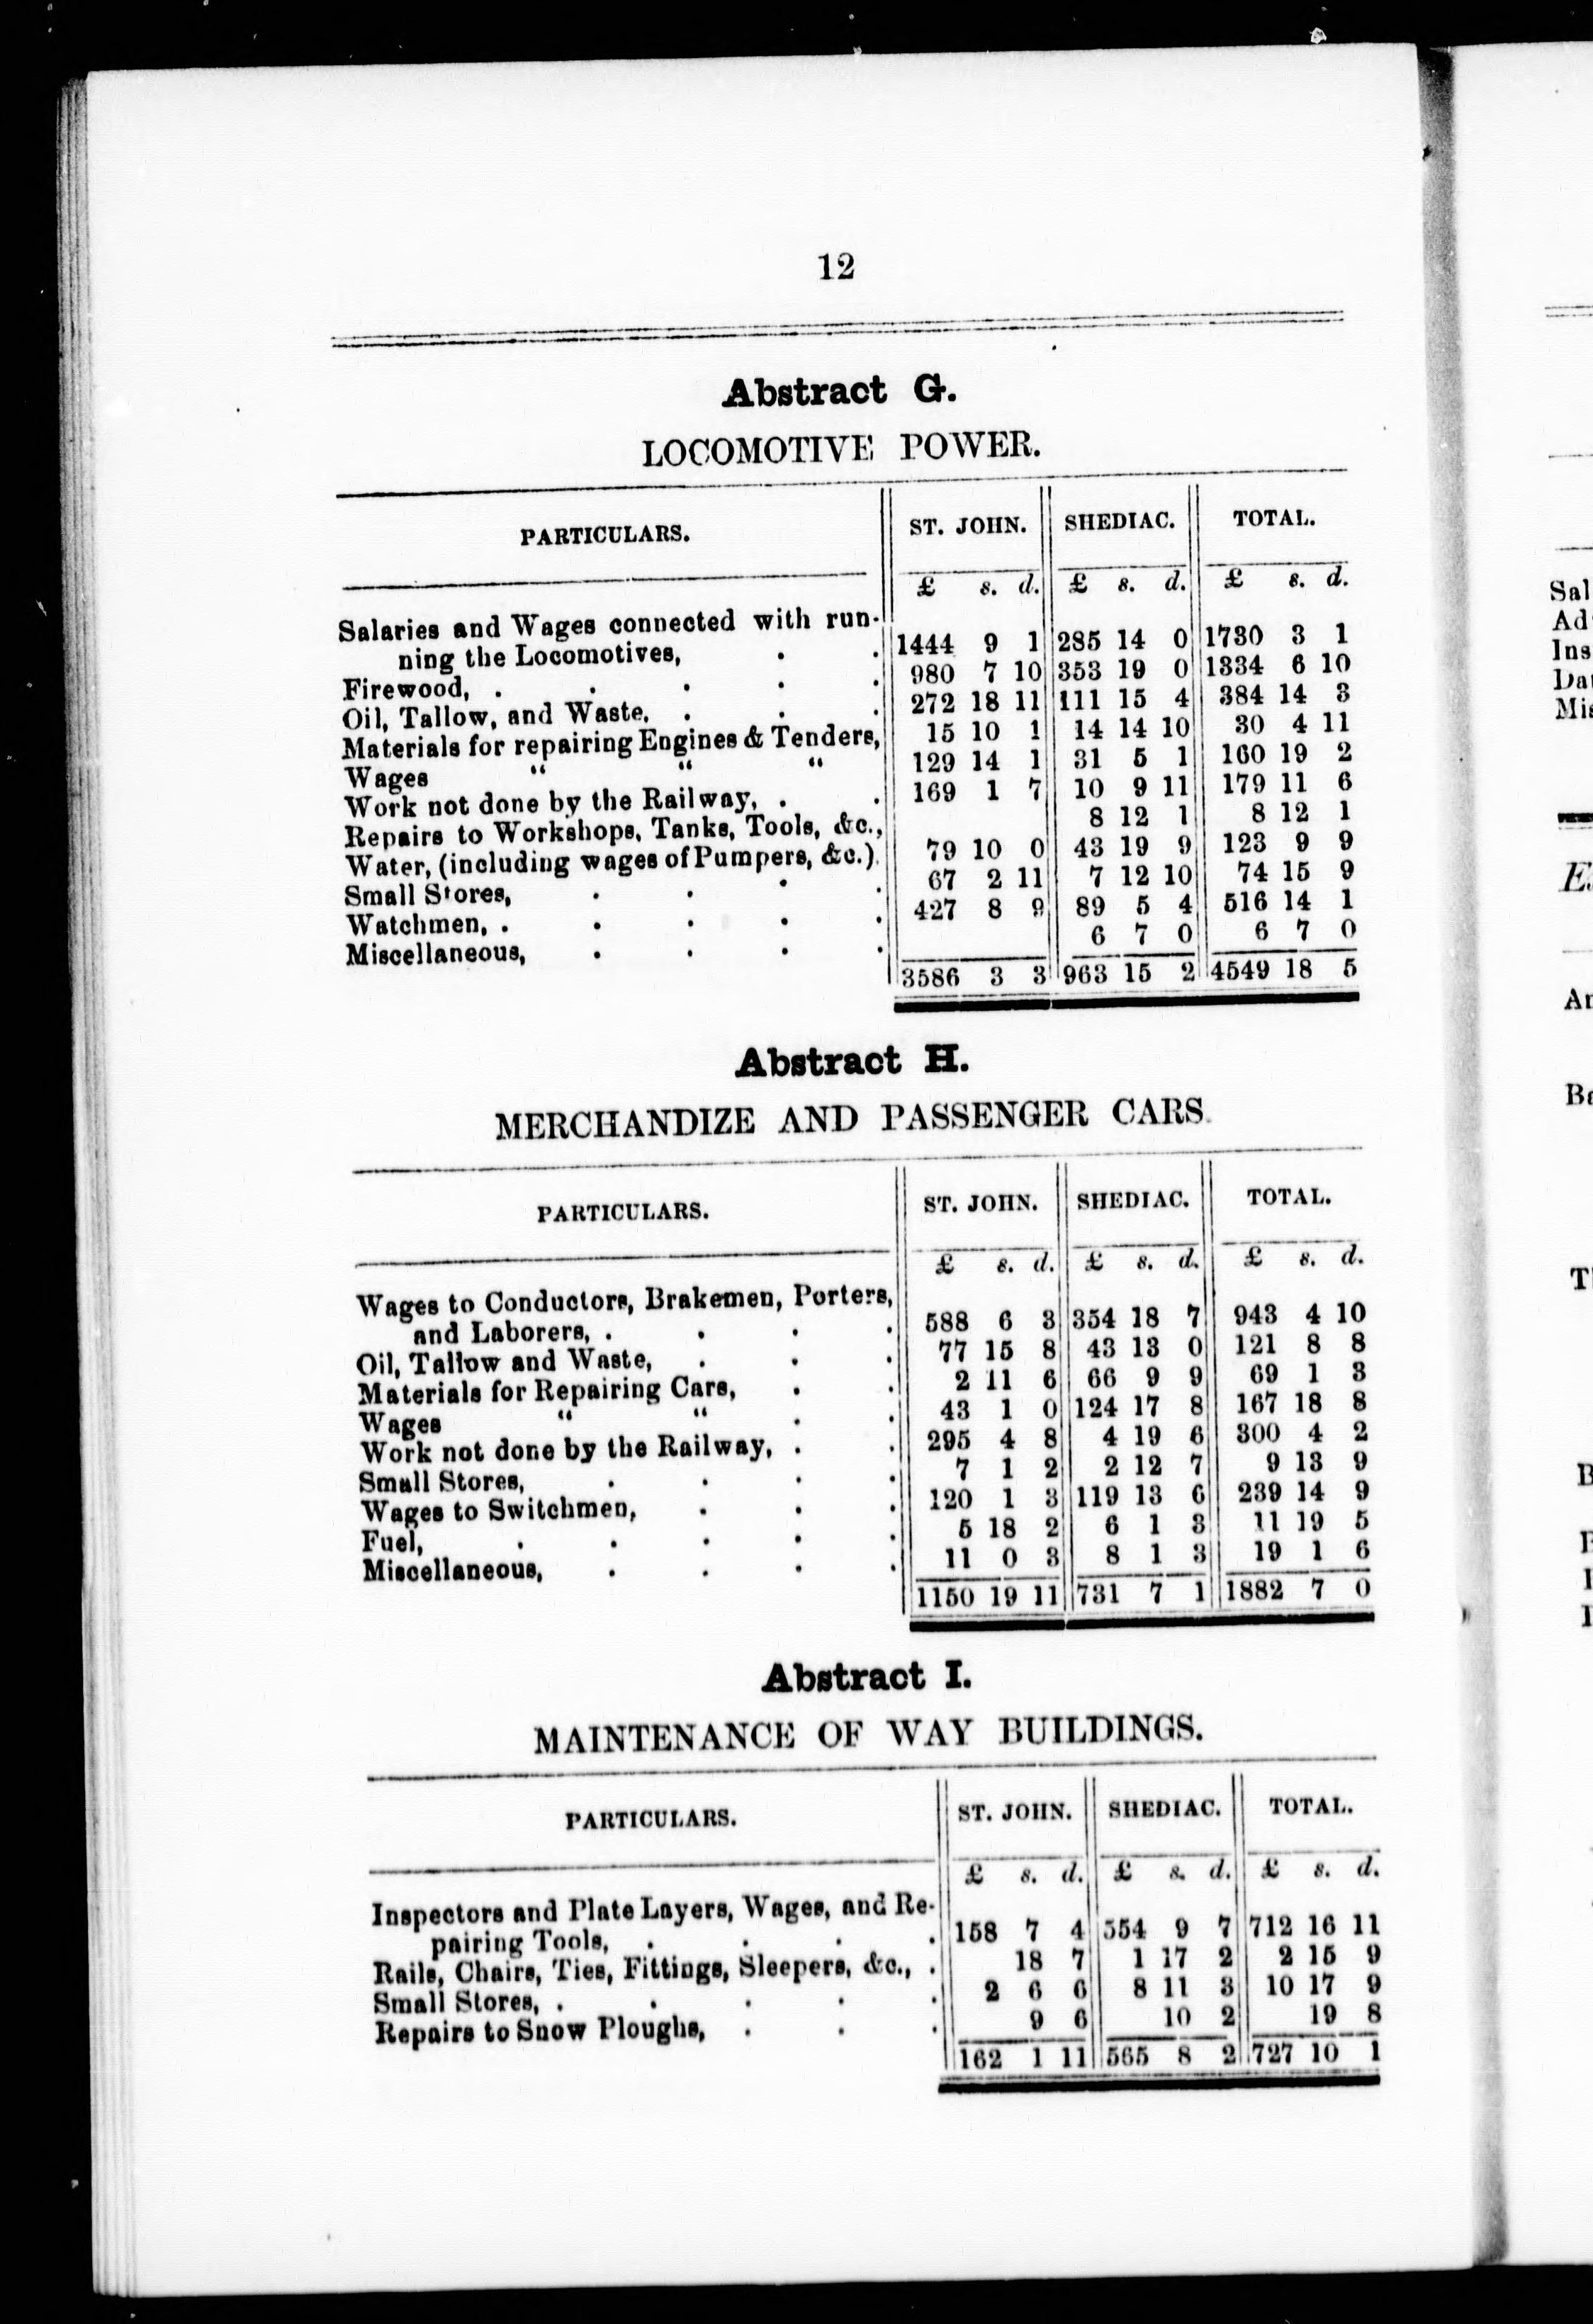 12
Abstract G.
LOCOMOTIVE POWER.
PARTICULARS. ST. JOHN. SHEDIAC. TOTAL.
£ s. d. £ s. d. £ s. d.
Salaries and Wages connected with run-
ning the Locomotives, . . 1444 9 1 285 14 0 1730 3 1
Firewood, . . . . . 980 7 10 353 19 0 1334 6 10
Oil, Tallow, and Waste, . . . 272 18 11 111 15 4 384 14 3
Materials for repairing Engines & Tenders, 15 10 1 14 14 10 30 4 11
Wages “ “ “ 129 14 1 31 5 1 160 19 2
Work not done by the Railway, . . 169 1 7 10 9 11 179 11 6
Repairs to Workshops, Tanks, Tools, &c., 8 12 1 8 12 1
Water, (including wages of Pumpers, &c.) 79 10 0 43 19 9 123 9 9
Small Stores, . . . . 67 2 11 7 12 10 74 15 9
Watchmen, . . . . . 427 8 9 89 5 4 516 14 1
Miscellaneous, . . . . 6 7 0 6 7 0
3586 3 3 963 15 2 4549 18 5
Abstract H.
MERCHANDIZE AND PASSENGER CARS.
PARTICULARS. ST. JOHN. SHEDIAC. TOTAL.
£ s. d. £ s. d. £ s. d.
Wages to Conductors, Brakemen, Porters,
and Laborers, . . . . 588 6 3 354 18 7 943 4 10
Oil, Tallow and Waste, . . . 77 15 8 43 13 0 121 8 8
Materials for Repairing Cars, . . 2 11 6 66 9 9 69 1 3
Wages “ “ . . 43 1 0 124 17 8 167 18 8
Work not done by the Railway, . . 295 4 8 4 19 6 300 4 2
Small Stores, . . . . 7 1 2 2 12 7 9 13 9
Wages to Switchmen, . . . 120 1 3 119 13 6 239 14 9
Fuel, . . . . . 5 18 2 6 1 3 11 19 5
Miscellaneous, . . . . 11 0 3 8 1 3 19 1 6
1150 19 11 731 7 1 1882 7 0
Abstract I.
MAINTENANCE OF WAY BUILDINGS.
PARTICULARS. ST. JOHN. SHEDIAC. TOTAL.
£ s. d. £ s. d. £ s. d.
Inspectors and Plate Layers, Wages, and Re-
pairing Tools, . . . . 158 7 4 554 9 7 712 16 11
Rails, Chairs, Ties, Fittings, Sleepers, &c., . 18 7 1 17 2 2 15 9
Small Stores, . . . . . 2 6 6 8 11 3 10 17 9
Repairs to Snow Ploughs, . . . 9 6 10 2 19 8
162 1 11 565 8 2 727 10 1
Sal
Ad
Ins